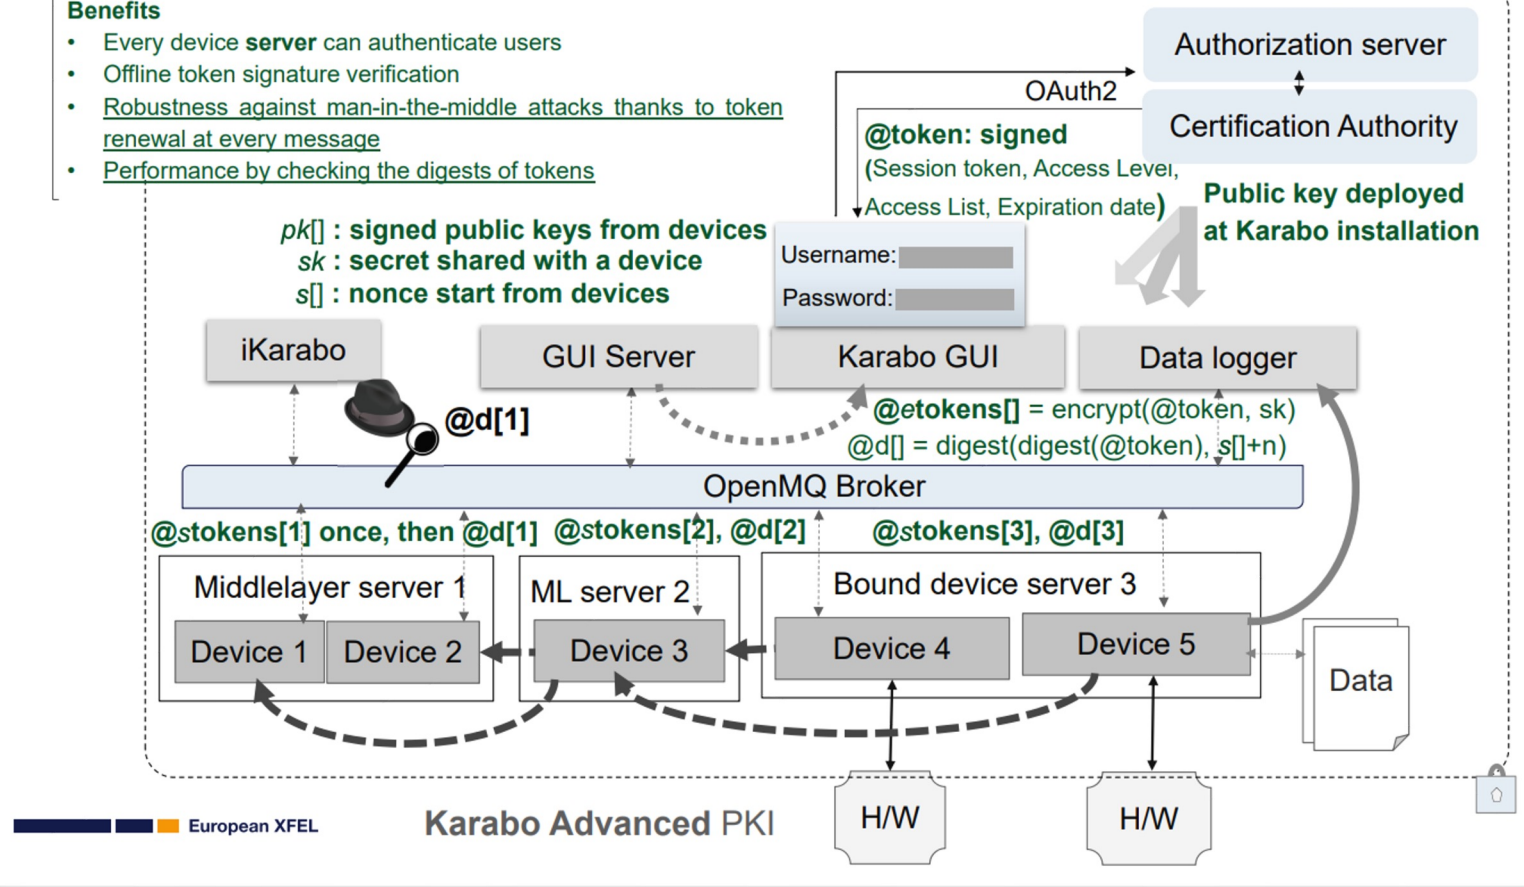 Benefits
• Every device server can authenticate users
• Offline token signature verification
• Robustness against man-in-the-middle attacks thanks to token
renewal at every message
• Performance by checking the digests of tokens
Authorization server
OAuth2
Certification Authority
@token: signed
(Session token, Access Level,
Access List, Expiration date)
Public key deployed
at Karabo installation
pk[] : signed public keys from devices
sk : secret shared with a device
s[] : nonce start from devices
Username:
Password:
iKarabo
GUI Server
Karabo GUI
Data logger
@d[1]
@etokens[] = encrypt(@token, sk)
@d[] = digest(digest(@token), s[]+n)
OpenMQ Broker
@stokens[1] once, then @d[1]
@stokens[2], @d[2]
@stokens[3], @d[3]
Middlelayer server 1
ML server 2
Bound device server 3
Device 1
Device 2
Device 3
Device 4
Device 5
Data
H/W
H/W
European XFEL
Karabo Advanced PKI